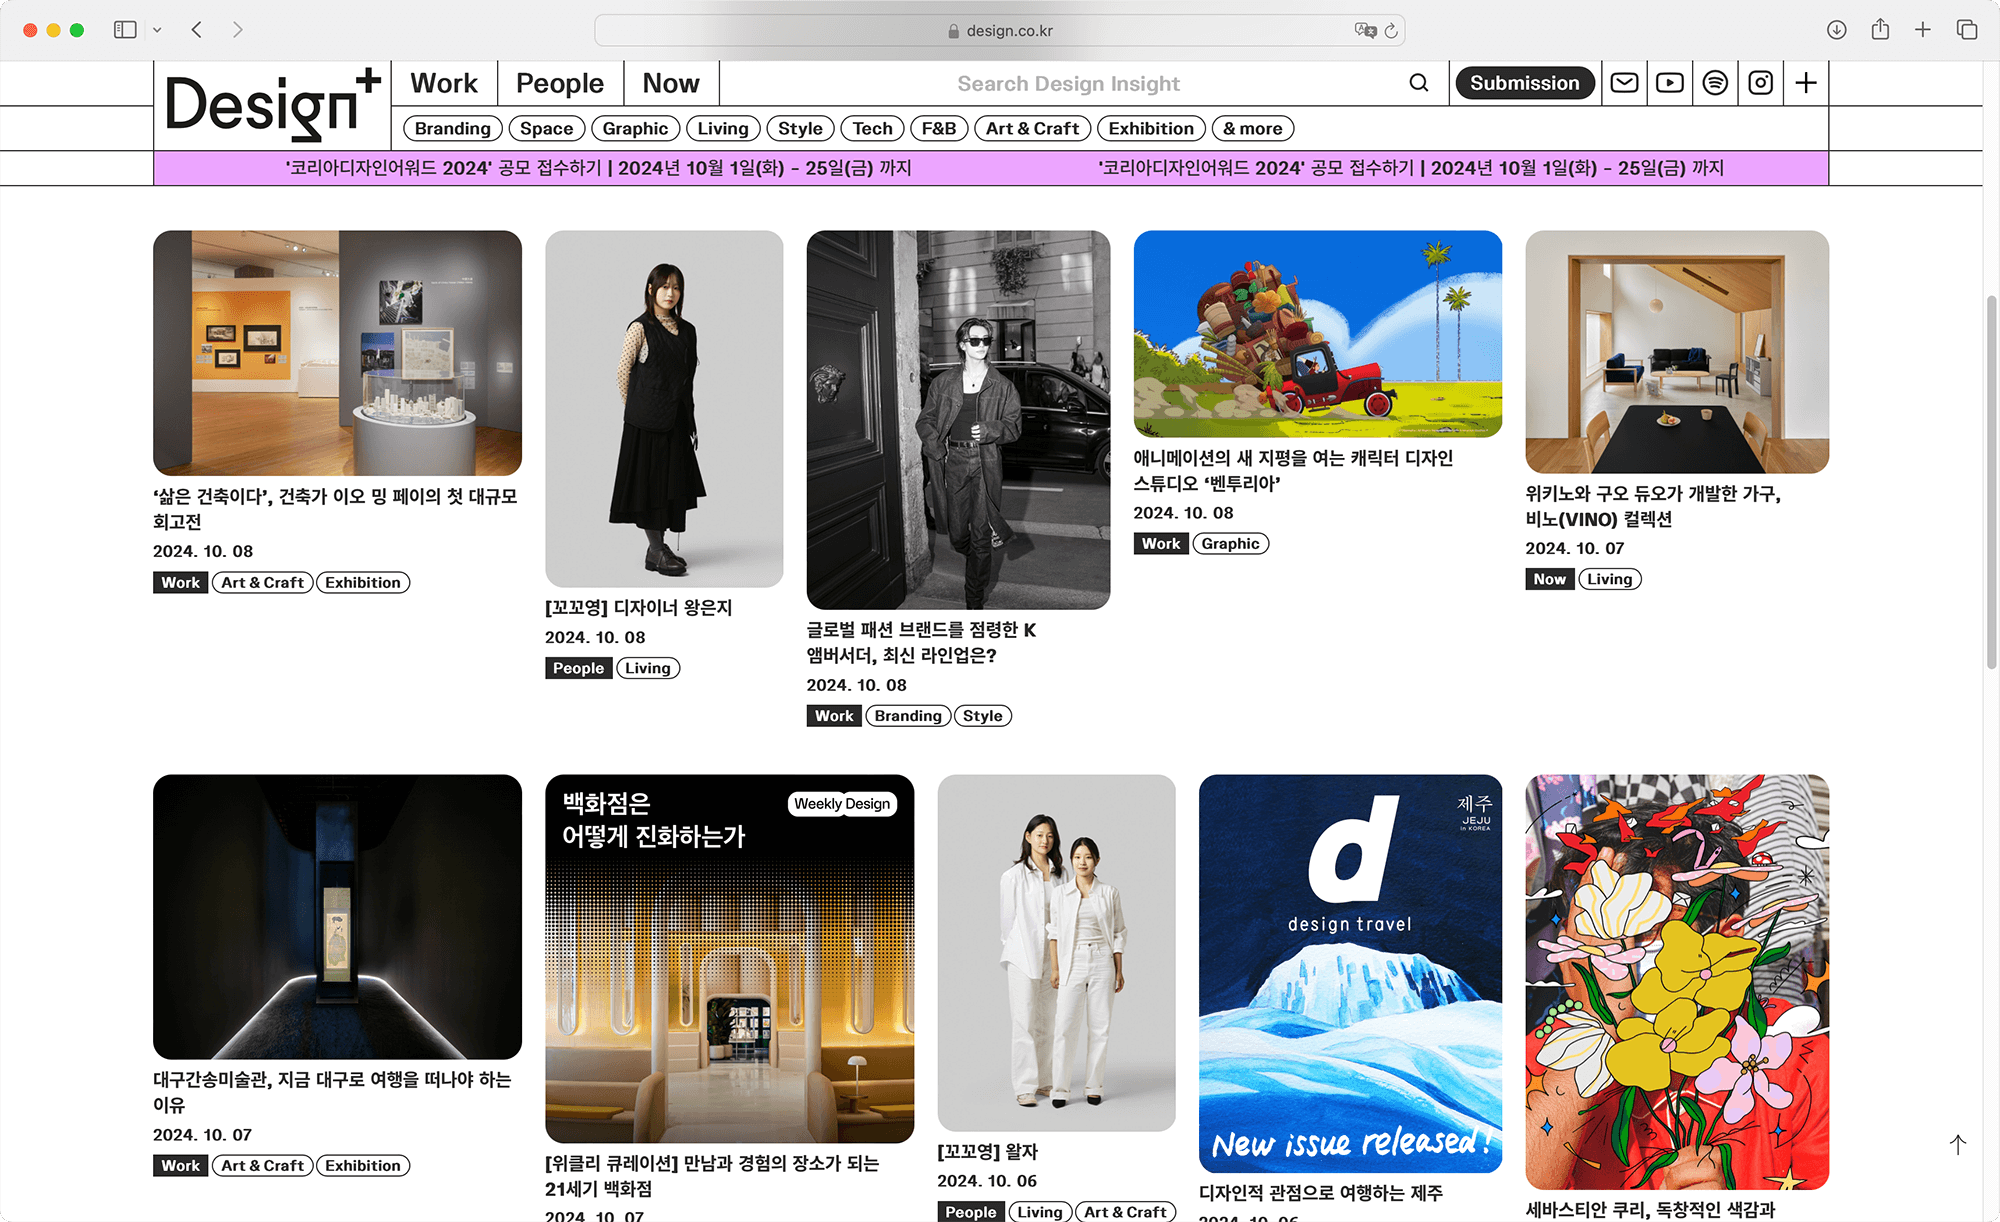 design.co.kr
Design+
Work
People
Now
Search Design Insight
Submission
Branding
Space
Graphic
Living
Style
Tech
F&B
Art & Craft
Exhibition
& more
'코리아디자인어워드 2024' 공모 접수하기 | 2024년 10월 1일(화) - 25일(금) 까지
'코리아디자인어워드 2024' 공모 접수하기 | 2024년 10월 1일(화) - 25일(금) 까지
‘삶은 건축이다’, 건축가 이오 밍 페이의 첫 대규모
회고전
2024. 10. 08
Work
Art & Craft
Exhibition
[꼬꼬영] 디자이너 왕은지
2024. 10. 08
People
Living
글로벌 패션 브랜드를 점령한 K
앰버서더, 최신 라인업은?
2024. 10. 08
Work
Branding
Style
애니메이션의 새 지평을 여는 캐릭터 디자인
스튜디오 ‘벤투리아’
2024. 10. 08
Work
Graphic
위키노와 구오 듀오가 개발한 가구,
비노(VINO) 컬렉션
2024. 10. 07
Now
Living
대구간송미술관, 지금 대구로 여행을 떠나야 하는
이유
2024. 10. 07
Work
Art & Craft
Exhibition
백화점은
어떻게 진화하는가
Weekly Design
[위클리 큐레이션] 만남과 경험의 장소가 되는
21세기 백화점
2024. 10. 07
[꼬꼬영] 왈자
2024. 10. 06
People
Living
Art & Craft
제주
JEJU
in KOREA
d
design travel
New issue released!
디자인적 관점으로 여행하는 제주
2024. 10. 06
세바스티안 쿠리, 독창적인 색감과